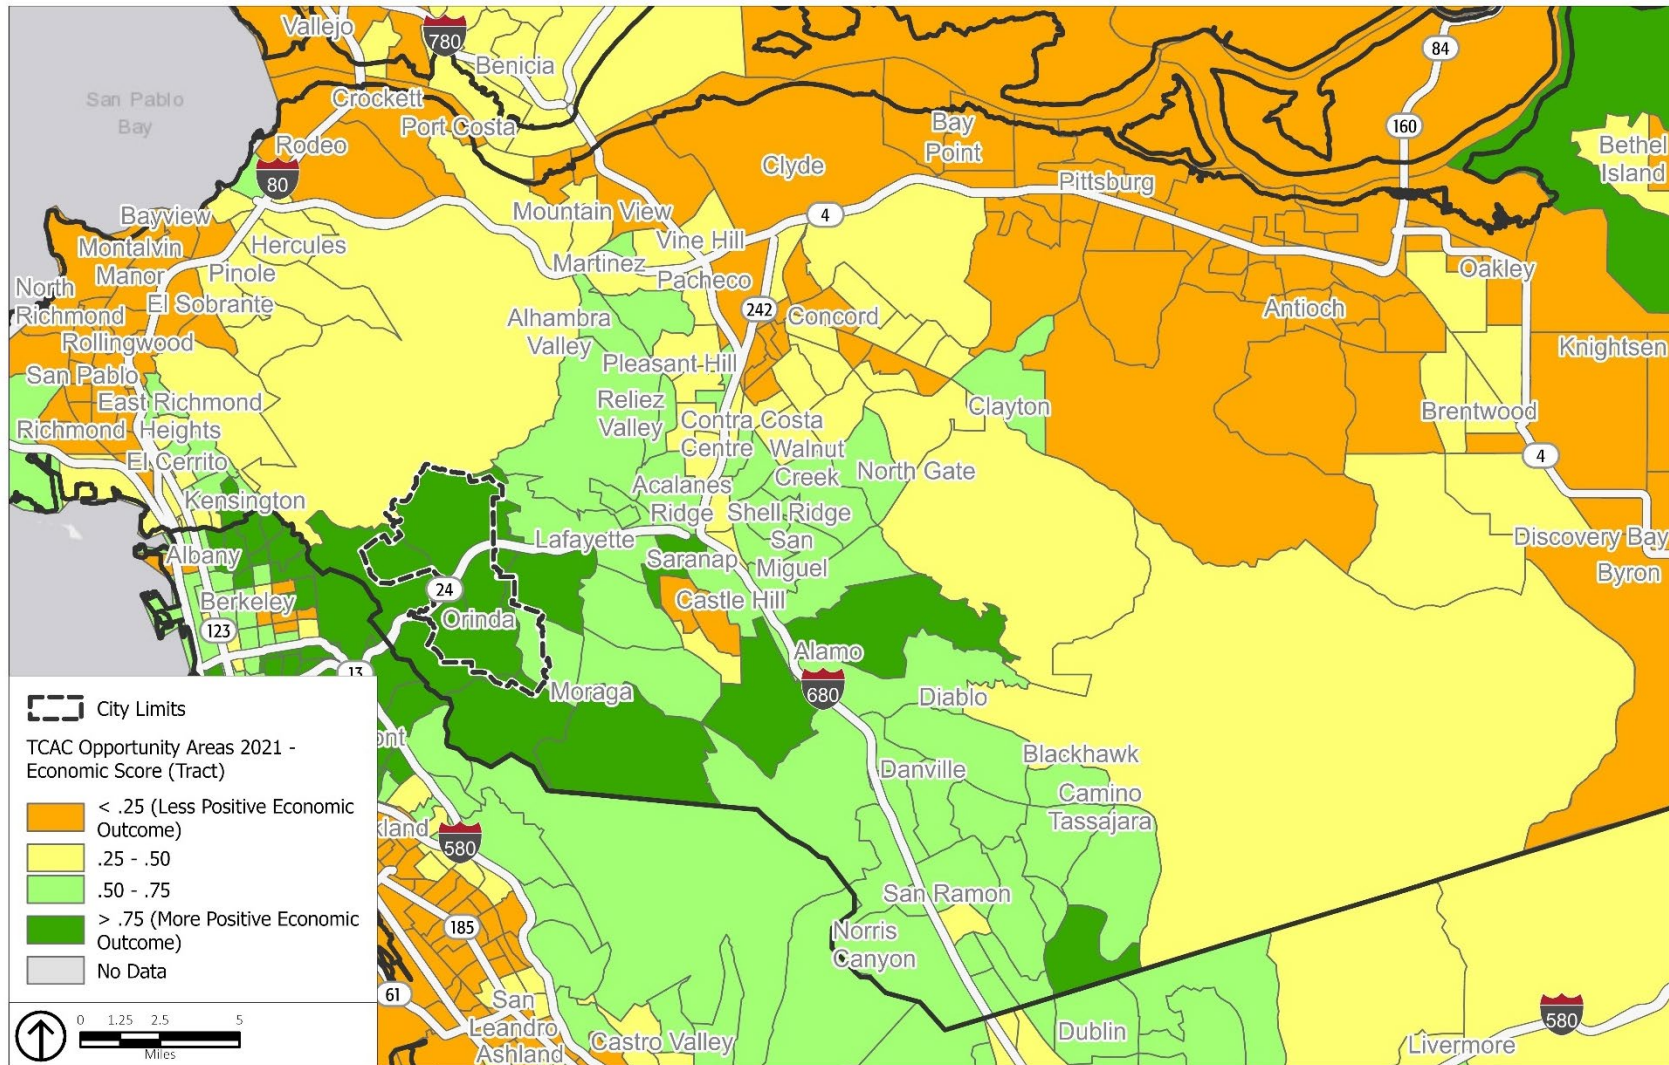 Vallejo
780
84
Benicia
San Pablo
Bay
Crockett
Port Costa
Bay
Point
160
Bethel
Island
Rodeo
80
Clyde
Pittsburg
Bayview
Mountain View
4
Hercules
Vine Hill
Montalvin
Manor
Martinez
Pinole
Pacheco
Oakley
North
Richmond
El Sobrante
242
Concord
Antioch
Alhambra
Valley
Rollingwood
Knightsen
Pleasant Hill
San Pablo
East Richmond
Heights
Reliez
Valley
Clayton
Brentwood
Richmond
Contra Costa
Centre
Walnut
Creek
El Cerrito
North Gate
4
Kensington
Acalanes
Ridge
Shell Ridge
Lafayette
San
Miguel
Discovery Bay
Albany
Saranap
Byron
24
Berkeley
Castle Hill
Orinda
123
Alamo
13
680
Moraga
Diablo
City Limits
TCAC Opportunity Areas 2021 -
Economic Score (Tract)
ont
Blackhawk
Danville
Camino
Tassajara
< .25 (Less Positive Economic
Outcome)
.25 - .50
.50 - .75
> .75 (More Positive Economic
Outcome)
No Data
kland
580
San Ramon
185
Norris
Canyon
61
San
Leandro
Ashland
Castro Valley
Dublin
580
Livermore
0 1.25 2.5 5
Miles